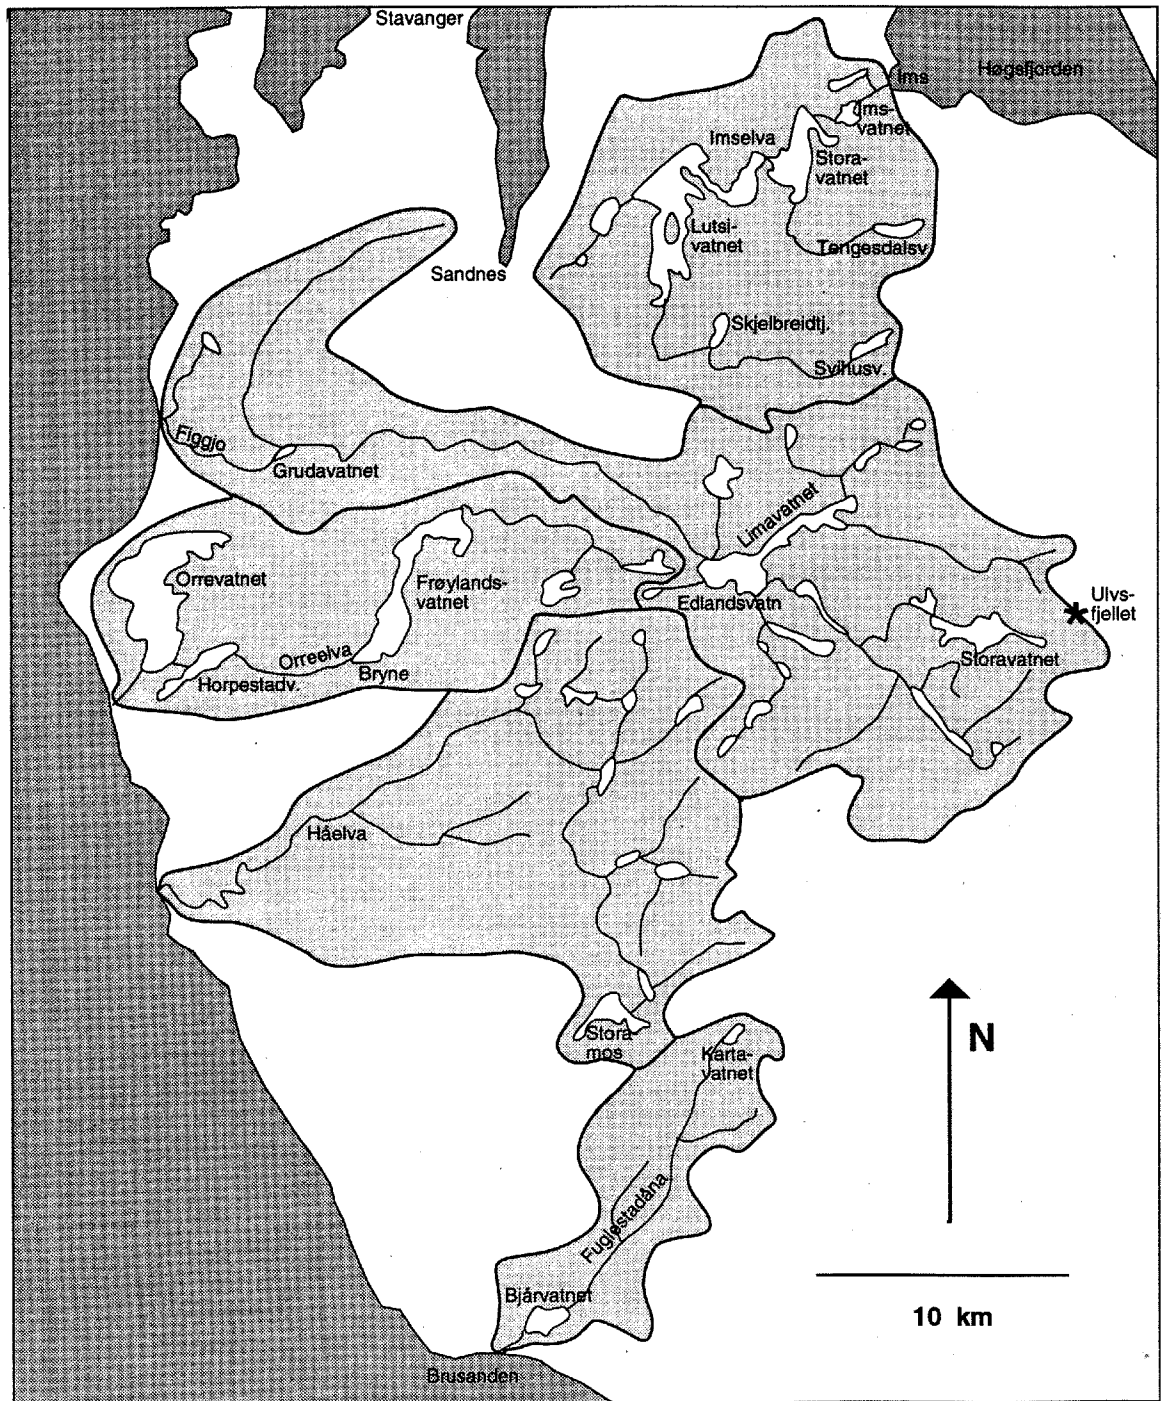 Stavanger
Høgsfjorden
Ims
Ims-
vatnet
Imselva
Stora-
vatnet
Lutsi-
vatnet
Tengesdalsv.
Sandnes
Skjelbreidtj.
Svihusv.
Figgjo
Grudavatnet
Limavatnet
Orrevatnet
Frøylands-
vatnet
Edlandsvatn
Ulvs-
fjellet
Storavatnet
Orreelva
Bryne
Horpestadv.
Håelva
Stora
mos
Karta-
vatnet
N
Fuglestadåna
Bjårvatnet
10 km
Brusanden